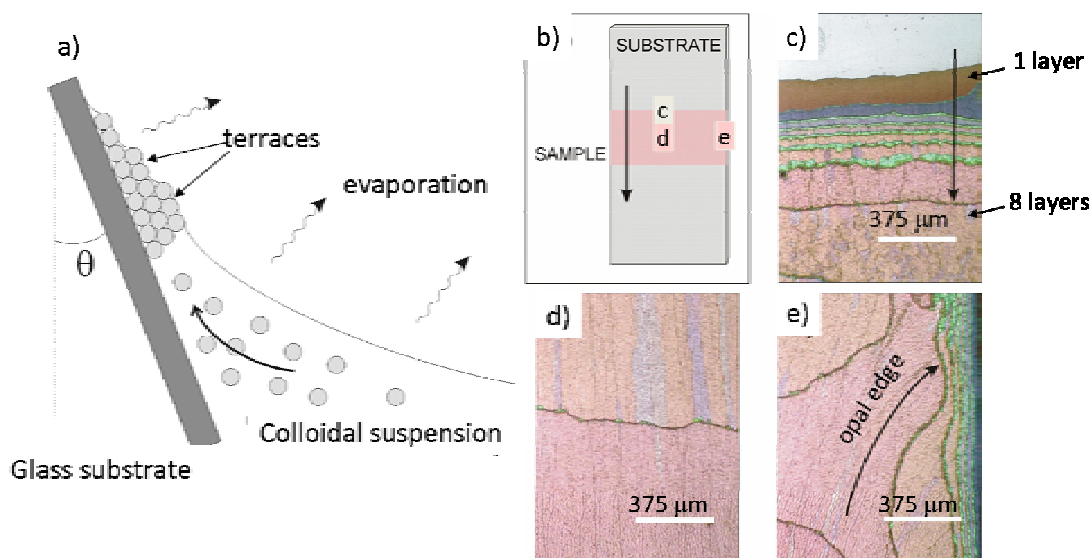 a)
terraces
evaporation
θ
Colloidal suspension
Glass substrate
b)
SUBSTRATE
c
d
e
SAMPLE
c)
1 layer
8 layers
375 μm
d)
375 μm
e)
opal edge
375 μm